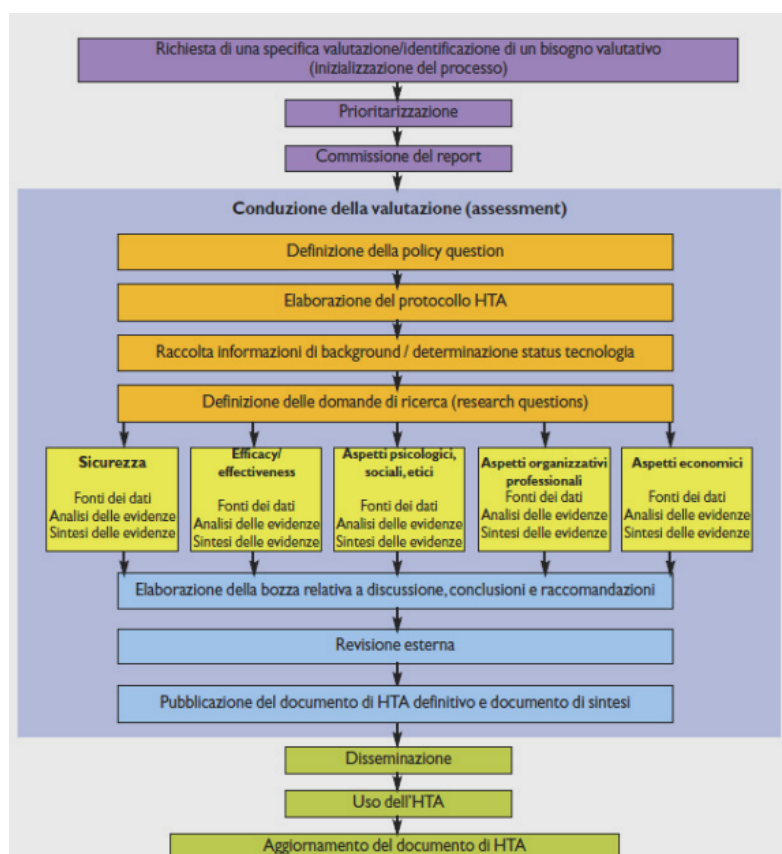 Richiesta di una specifica valutazione/identificazione di un bisogno valutativo
(inizializzazione del processo)
Prioritarizzazione
Commissione del report
Conduzione della valutazione (assessment)
Definizione della policy question
Elaborazione del protocollo HTA
Raccolta informazioni di background / determinazione status tecnologia
Definizione delle domande di ricerca (research questions)
Sicurezza
Fonti dei dati
Analisi delle evidenze
Sintesi delle evidenze
Efficacy/
effectiveness
Fonti dei dati
Analisi delle evidenze
Sintesi delle evidenze
Aspetti psicologici,
sociali, etici
Fonti dei dati
Analisi delle evidenze
Sintesi delle evidenze
Aspetti organizzativi
professionali
Fonti dei dati
Analisi delle evidenze
Sintesi delle evidenze
Aspetti economici
Fonti dei dati
Analisi delle evidenze
Sintesi delle evidenze
Elaborazione della bozza relativa a discussione, conclusioni e raccomandazioni
Revisione esterna
Pubblicazione del documento di HTA definitivo e documento di sintesi
Disseminazione
Uso dell'HTA
Aggiornamento del documento di HTA